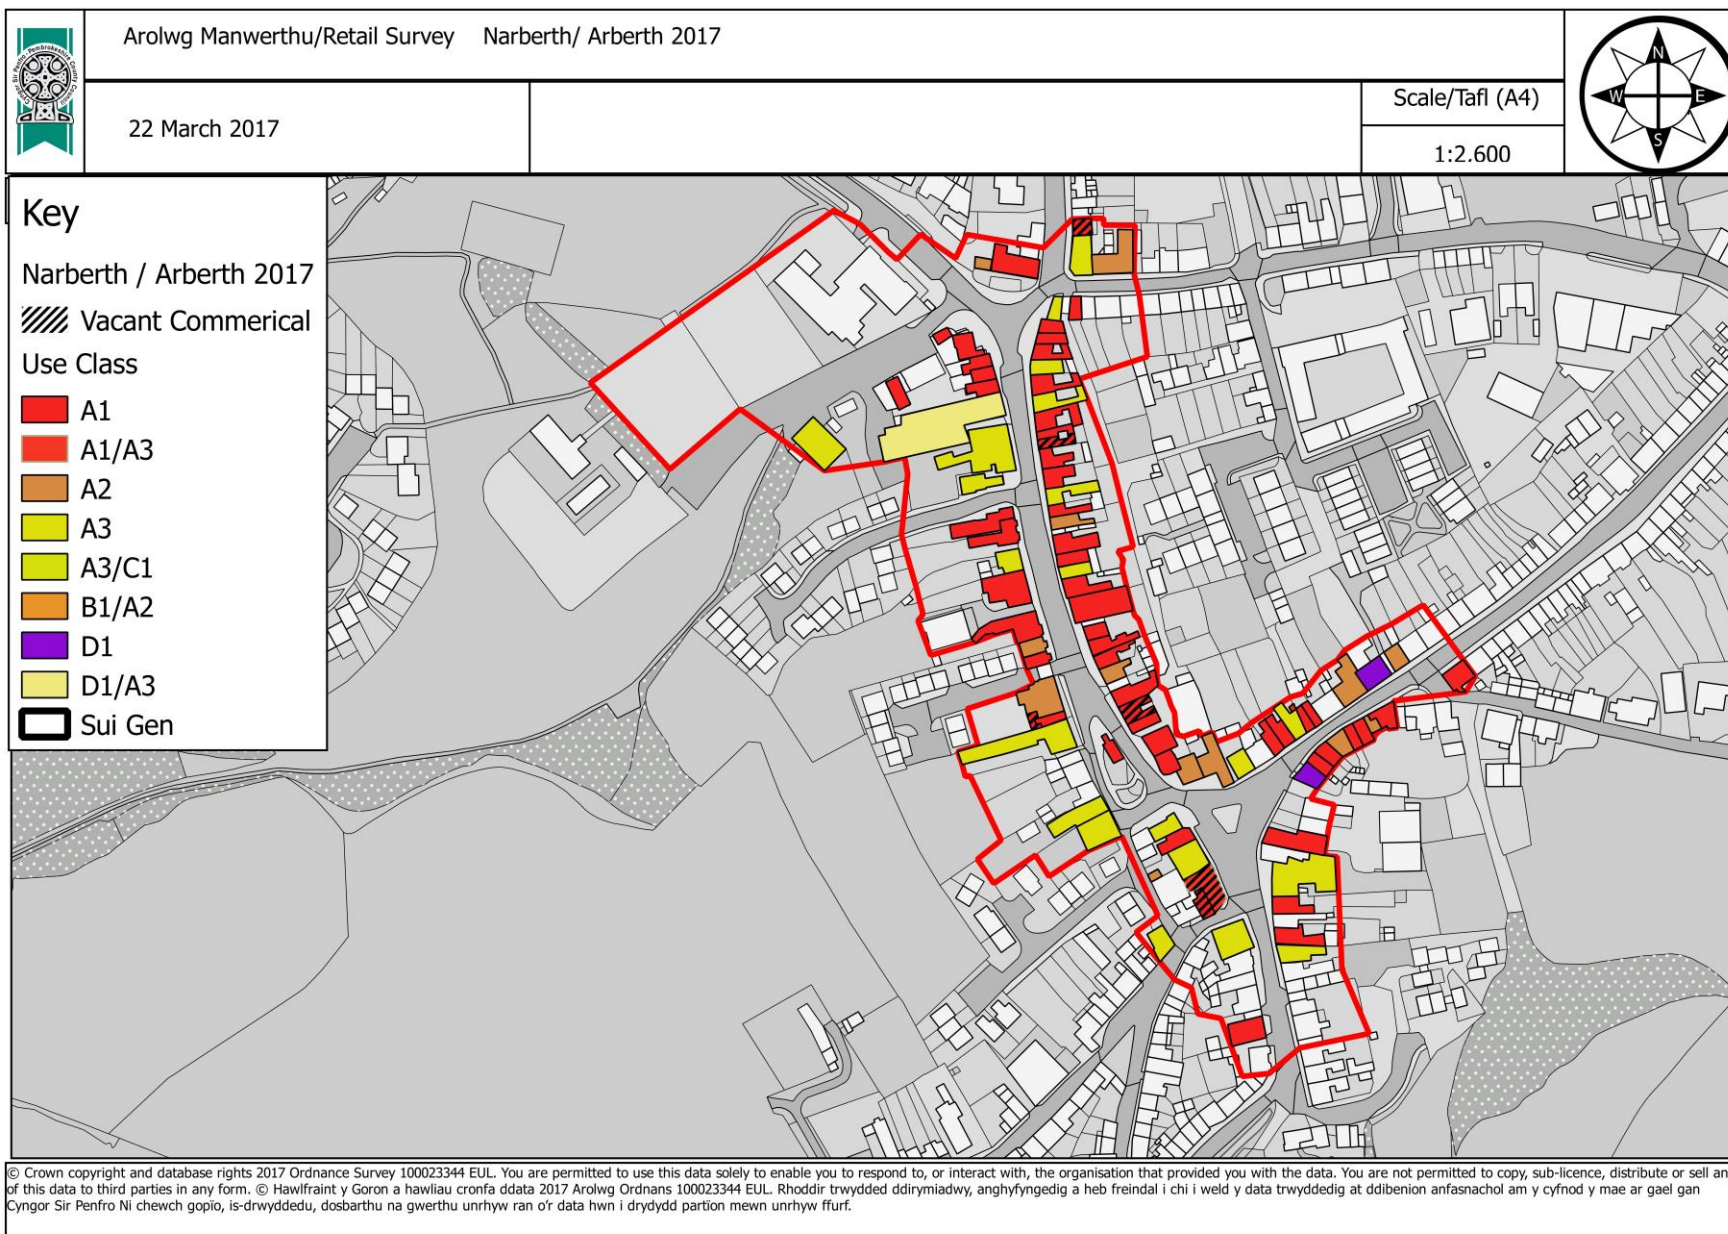 Arolwg Manwerthu/Retail Survey Narberth/ Arberth 2017
22 March 2017
Scale/Tafl (A4)
1:2.600
N
W E
S
Cyngor Sir Penfro · Pembrokeshire County Council
Key
Narberth / Arberth 2017
Vacant Commerical
Use Class
A1
A1/A3
A2
A3
A3/C1
B1/A2
D1
D1/A3
Sui Gen
© Crown copyright and database rights 2017 Ordnance Survey 100023344 EUL. You are permitted to use this data solely to enable you to respond to, or interact with, the organisation that provided you with the data. You are not permitted to copy, sub-licence, distribute or sell an
of this data to third parties in any form. © Hawlfraint y Goron a hawliau cronfa ddata 2017 Arolwg Ordnans 100023344 EUL. Rhoddir trwydded ddirymiadwy, anghyfyngedig a heb freindal i chi i weld y data trwyddedig at ddibenion anfasnachol am y cyfnod y mae ar gael gan
Cyngor Sir Penfro Ni chewch gopïo, is-drwyddedu, dosbarthu na gwerthu unrhyw ran o'r data hwn i drydydd partïon mewn unrhyw ffurf.